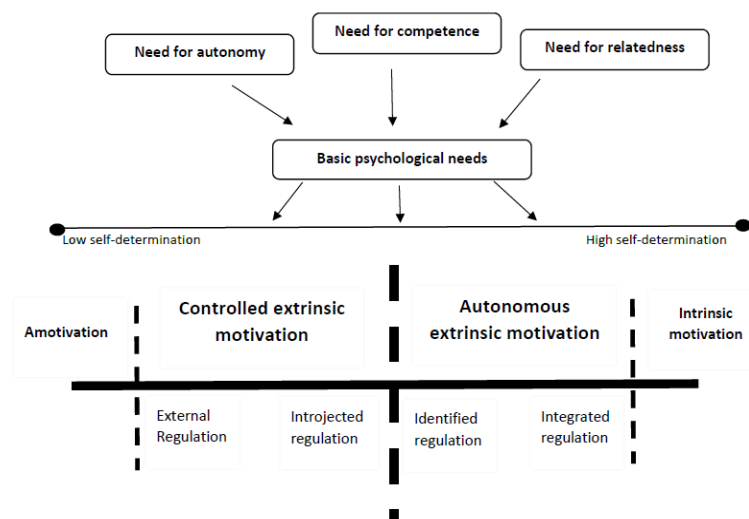 Need for autonomy
Need for competence
Need for relatedness
Basic psychological needs
Low self-determination
High self-determination
Amotivation
Controlled extrinsic
motivation
Autonomous
extrinsic motivation
Intrinsic
motivation
External
Regulation
Introjected
regulation
Identified
regulation
Integrated
regulation